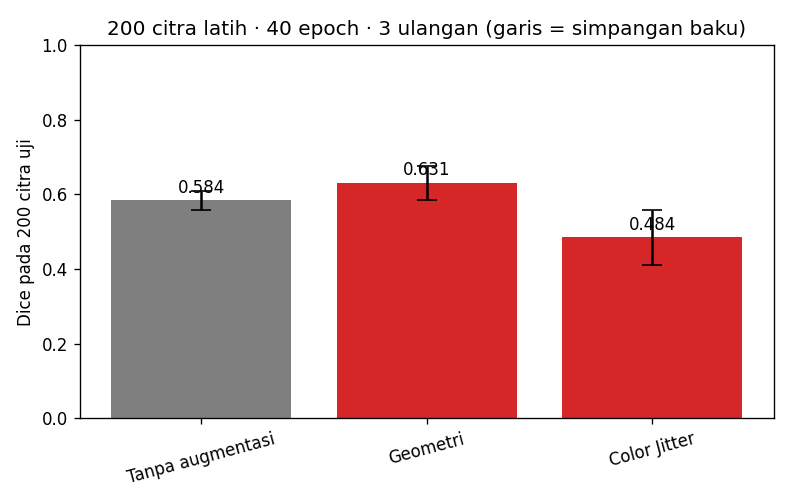 200 citra latih · 40 epoch · 3 ulangan (garis = simpangan baku)
Dice pada 200 citra uji
1.0
0.8
0.6
0.4
0.2
0.0
0.584
0.631
0.484
Tanpa augmentasi
Geometri
Color Jitter